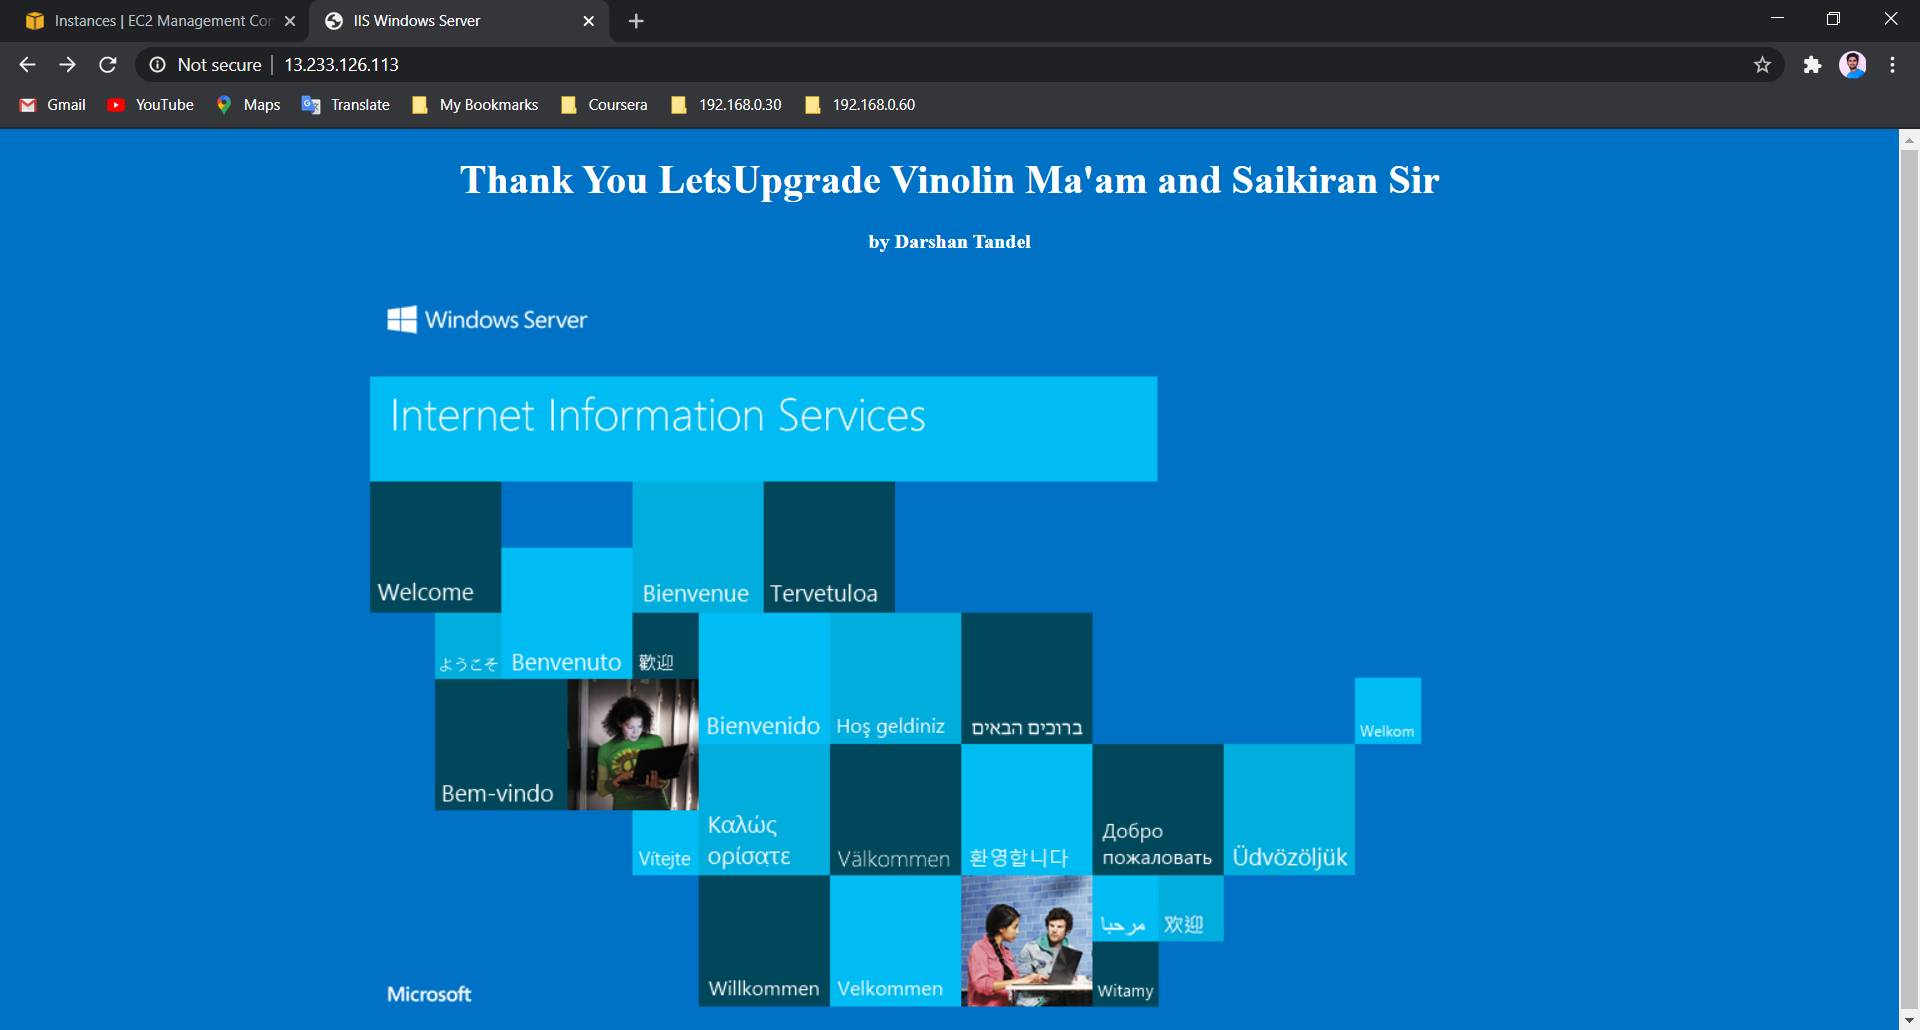 Instances | EC2 Management Con
IIS Windows Server
Not secure | 13.233.126.113
Gmail
YouTube
Maps
Translate
My Bookmarks
Coursera
192.168.0.30
192.168.0.60
Thank You LetsUpgrade Vinolin Ma'am and Saikiran Sir
by Darshan Tandel
Windows Server
Internet Information Services
Welcome
Bienvenue
Tervetuloa
ようこそ
Benvenuto
歡迎
Bienvenido
Hoş geldiniz
ברוכים הבאים
Welkom
Bem-vindo
Vítejte
Καλώς
ορίσατε
Välkommen
환영합니다
Добро
пожаловать
Üdvözöljük
مرحبا
欢迎
Willkommen
Velkommen
Witamy
Microsoft